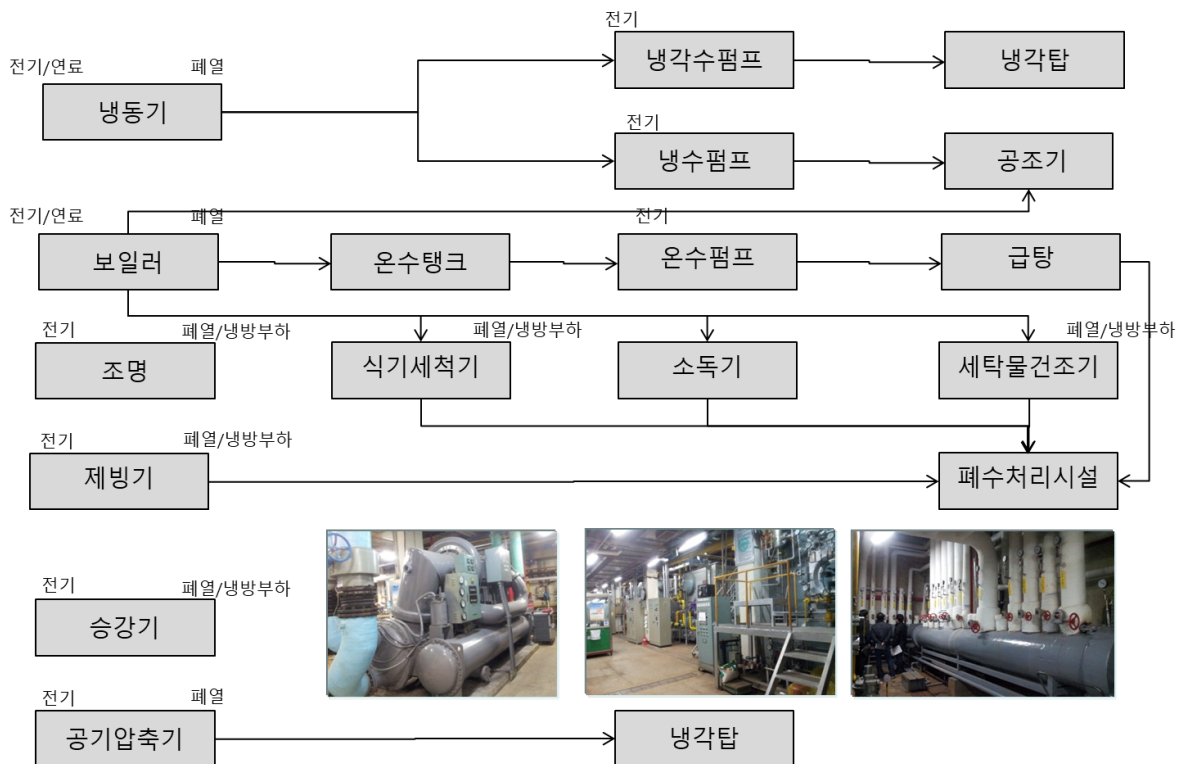 전기
냉각수펌프
냉각탑
전기/연료
폐열
냉동기
전기
냉수펌프
공조기
전기/연료
폐열
전기
보일러
온수탱크
온수펌프
급탕
전기
폐열/냉방부하
폐열/냉방부하
폐열/냉방부하
조명
식기세척기
소독기
세탁물건조기
전기
폐열/냉방부하
제빙기
폐수처리시설
전기
폐열/냉방부하
승강기
전기
폐열
공기압축기
냉각탑